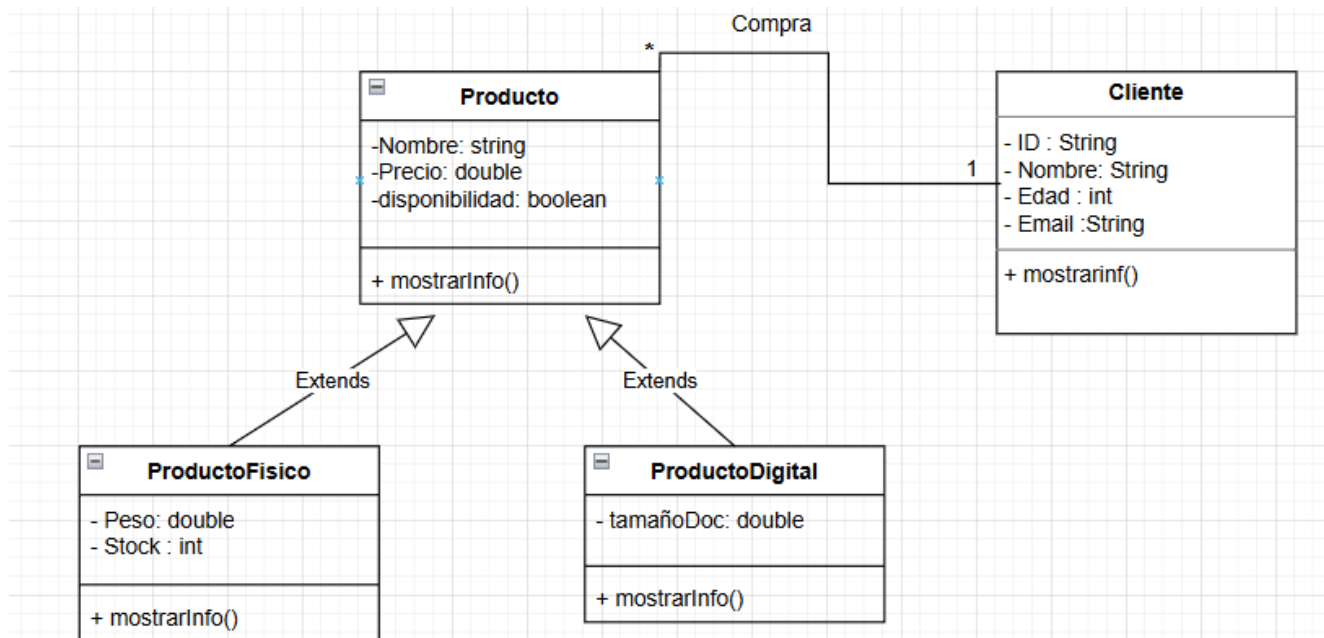 Compra
*
Producto
-Nombre: string
-Precio: double
-disponibilidad: boolean
+ mostrarInfo()
1
Cliente
- ID : String
- Nombre: String
- Edad : int
- Email :String
+ mostrarinf()
Extends
Extends
ProductoFisico
- Peso: double
- Stock : int
+ mostrarInfo()
ProductoDigital
- tamañoDoc: double
+ mostrarInfo()